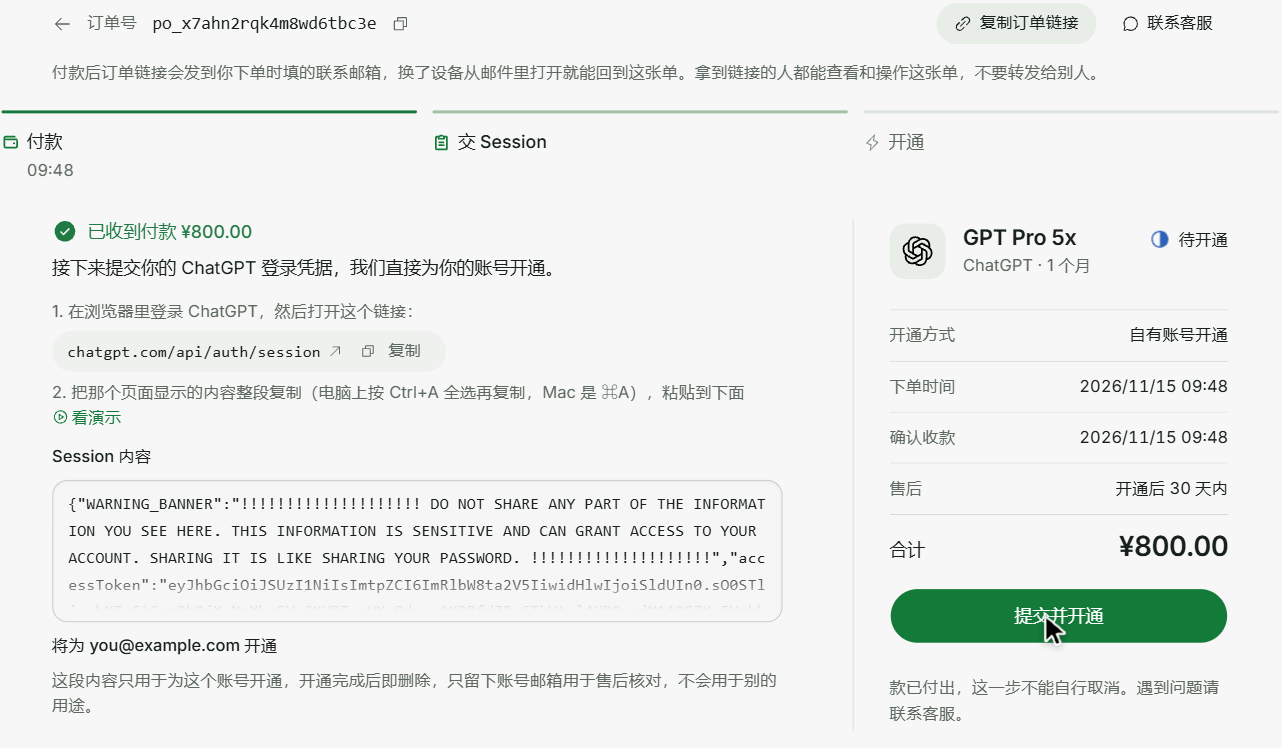 订单号 po_x7ahn2rqk4m8wd6tbc3e
复制订单链接
联系客服
付款后订单链接会发到你下单时填的联系邮箱，换了设备从邮件里打开就能回到这张单。拿到链接的人都能查看和操作这张单，不要转发给别人。
付款
09:48
交 Session
开通
已收到付款 ¥800.00
接下来提交你的 ChatGPT 登录凭据，我们直接为你的账号开通。
1. 在浏览器里登录 ChatGPT，然后打开这个链接：
chatgpt.com/api/auth/session ↗ 复制
2. 把那个页面显示的内容整段复制（电脑上按 Ctrl+A 全选再复制，Mac 是 ⌘A），粘贴到下面
看演示
Session 内容
{"WARNING_BANNER":"!!!!!!!!!!!!!!!!!!!! DO NOT SHARE ANY PART OF THE INFORMAT
ION YOU SEE HERE. THIS INFORMATION IS SENSITIVE AND CAN GRANT ACCESS TO YOUR
ACCOUNT. SHARING IT IS LIKE SHARING YOUR PASSWORD. !!!!!!!!!!!!!!!!!!!!","acc
essToken":"eyJhbGciOiJSUzI1NiIsImtpZCI6ImRlbW8ta2V5IiwidHlwIjoiSldUIn0.sO0STl
将为 you@example.com 开通
这段内容只用于为这个账号开通，开通完成后即删除，只留下账号邮箱用于售后核对，不会用于别的
用途。
GPT Pro 5x
待开通
ChatGPT · 1 个月
开通方式 自有账号开通
下单时间 2026/11/15 09:48
确认收款 2026/11/15 09:48
售后 开通后 30 天内
合计 ¥800.00
提交并开通
款已付出，这一步不能自行取消。遇到问题请
联系客服。